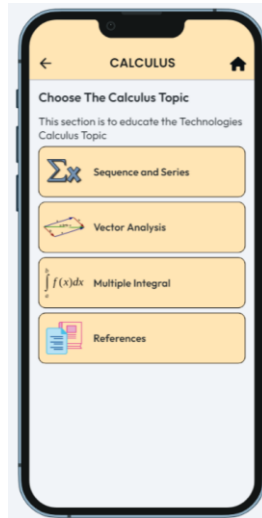 CALCULUS
Choose The Calculus Topic
This section is to educate the Technologies
Calculus Topic
Σx Sequence and Series
Vector Analysis
∫ f(x)dx Multiple Integral
References